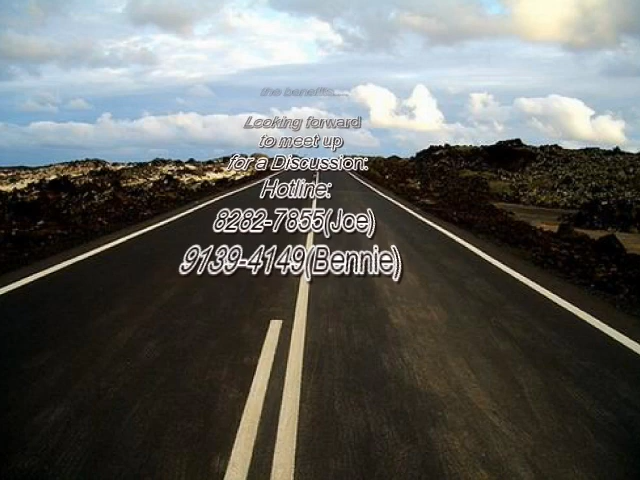 the benefits.....
Looking forward
to meet up
for a Discussion:
Hotline:
8282-7855(Joe)
9139-4149(Bennie)